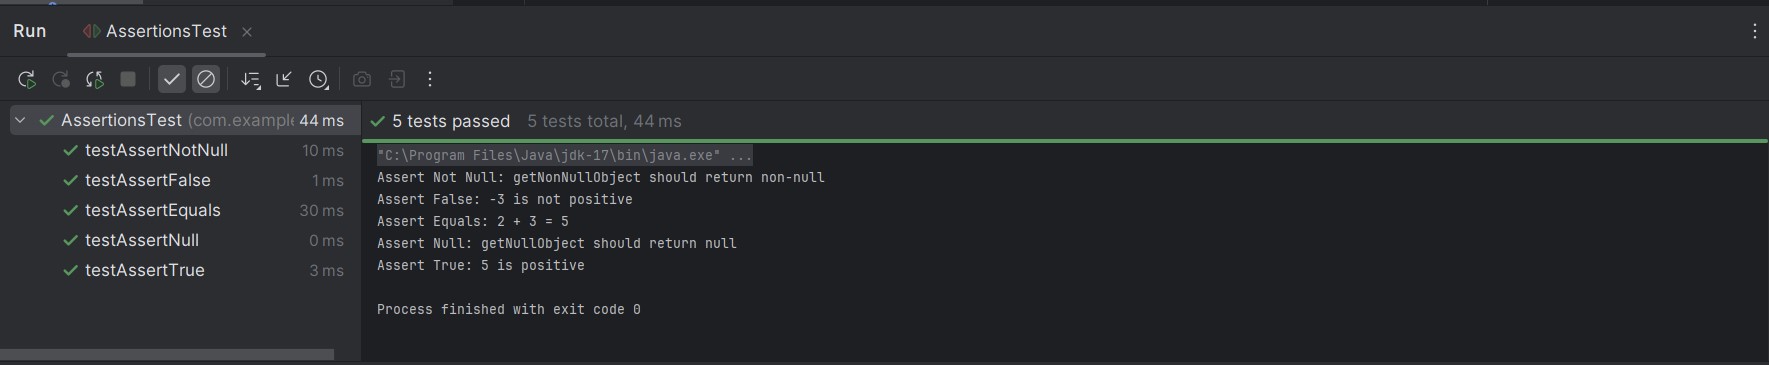 Run AssertionsTest
AssertionsTest (com.example 44 ms
testAssertNotNull 10 ms
testAssertFalse 1 ms
testAssertEquals 30 ms
testAssertNull 0 ms
testAssertTrue 3 ms
5 tests passed 5 tests total, 44 ms
"C:\Program Files\Java\jdk-17\bin\java.exe" ...
Assert Not Null: getNonNullObject should return non-null
Assert False: -3 is not positive
Assert Equals: 2 + 3 = 5
Assert Null: getNullObject should return null
Assert True: 5 is positive
Process finished with exit code 0